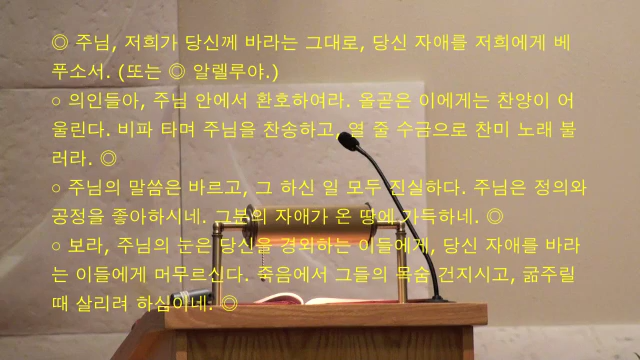 ◎ 주님, 저희가 당신께 바라는 그대로, 당신 자애를 저희에게 베
푸소서. (또는 ◎ 알렐루야.)
○ 의인들아, 주님 안에서 환호하여라. 올곧은 이에게는 찬양이 어
울린다. 비파 타며 주님을 찬송하고, 열 줄 수금으로 찬미 노래 불
러라. ◎
○ 주님의 말씀은 바르고, 그 하신 일 모두 진실하다. 주님은 정의와
공정을 좋아하시네. 그분의 자애가 온 땅에 가득하네. ◎
○ 보라, 주님의 눈은 당신을 경외하는 이들에게, 당신 자애를 바라
는 이들에게 머무르신다. 죽음에서 그들의 목숨 건지시고, 굶주릴
때 살리려 하심이네. ◎